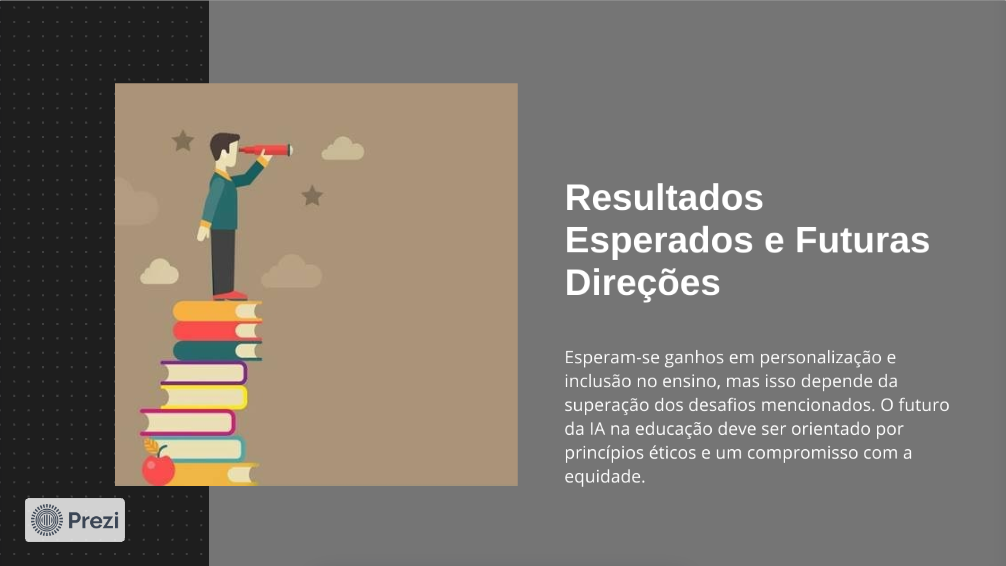 Resultados
Esperados e Futuras
Direções
Esperam-se ganhos em personalização e
inclusão no ensino, mas isso depende da
superação dos desafios mencionados. O futuro
da IA na educação deve ser orientado por
princípios éticos e um compromisso com a
equidade.
Prezi